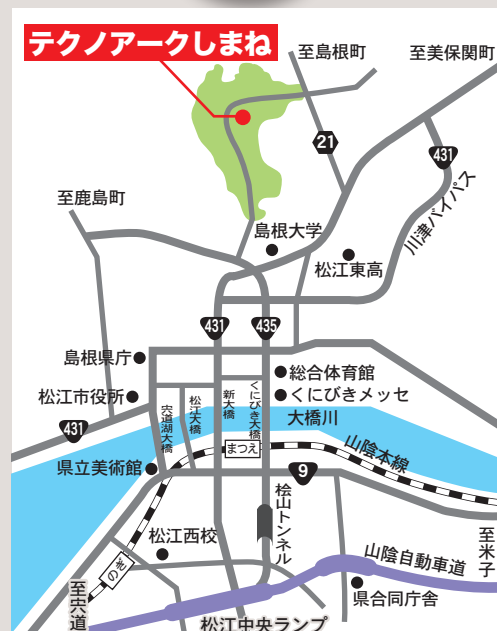 テクノアークしまね
至島根町
至美保関町
21
431
至鹿島町
川津バイパス
島根大学
松江東高
431
435
島根県庁
総合体育館
松江市役所
くにびきメッセ
宍道湖大橋
松江大橋
新大橋
くにびき大橋
大橋川
431
まつえ
山陰本線
県立美術館
9
桧山トンネル
松江西校
至米子
山陰自動車道
のぎ
県合同庁舎
至宍道
松江中央ランプ